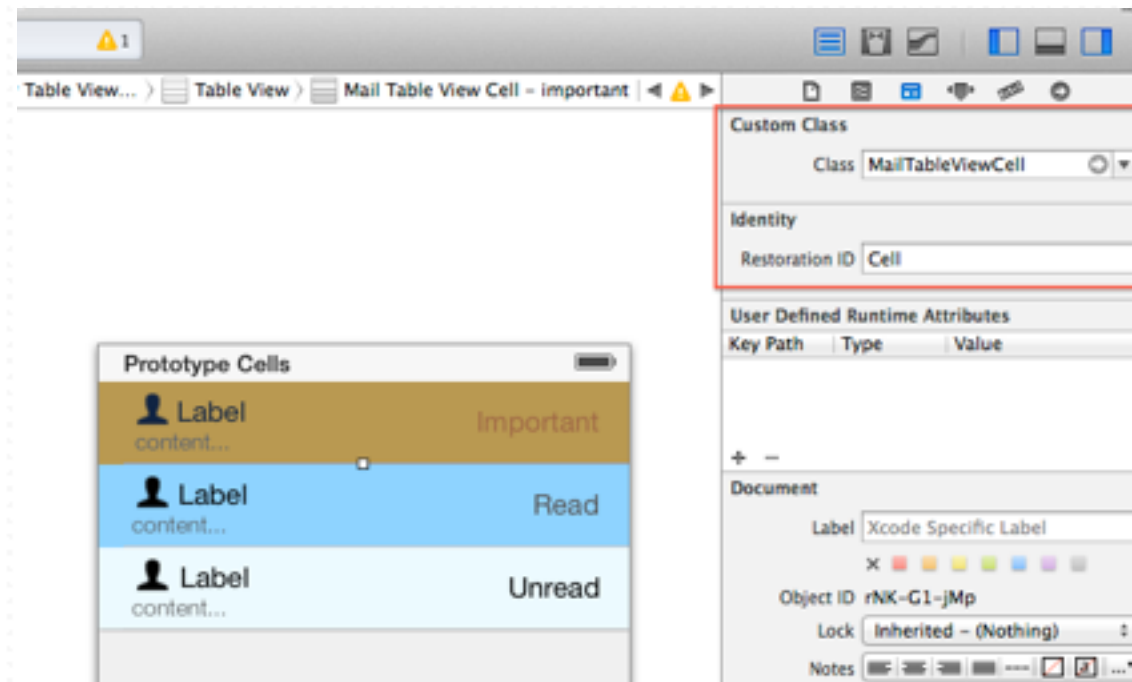 1
Table View... Table View Mail Table View Cell – important
Custom Class
Class MailTableViewCell
Identity
Restoration ID Cell
User Defined Runtime Attributes
Key Path Type Value
Prototype Cells
Label
content...
Important
Label
content...
Read
Label
content...
Unread
+ −
Document
Label Xcode Specific Label
Object ID rNK-G1-jMp
Lock Inherited – (Nothing)
Notes ...